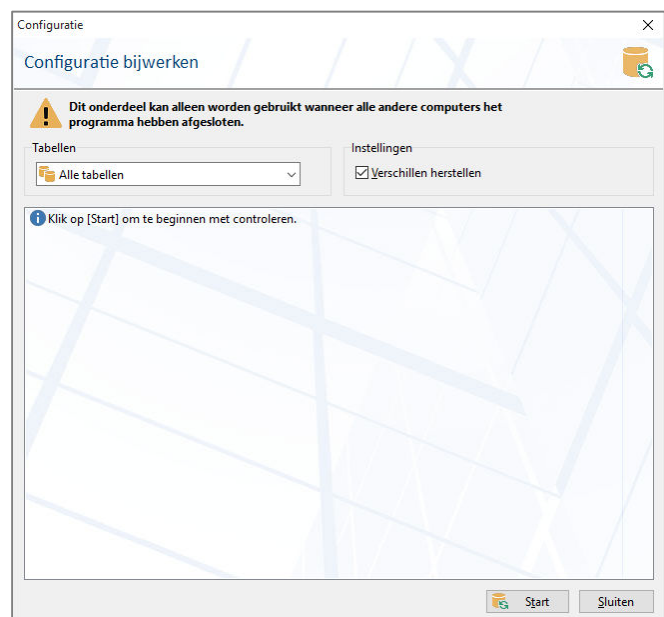 Configuratie
Configuratie bijwerken
Dit onderdeel kan alleen worden gebruikt wanneer alle andere computers het
programma hebben afgesloten.
Tabellen
Alle tabellen
Instellingen
Verschillen herstellen
Klik op [Start] om te beginnen met controleren.
Start
Sluiten